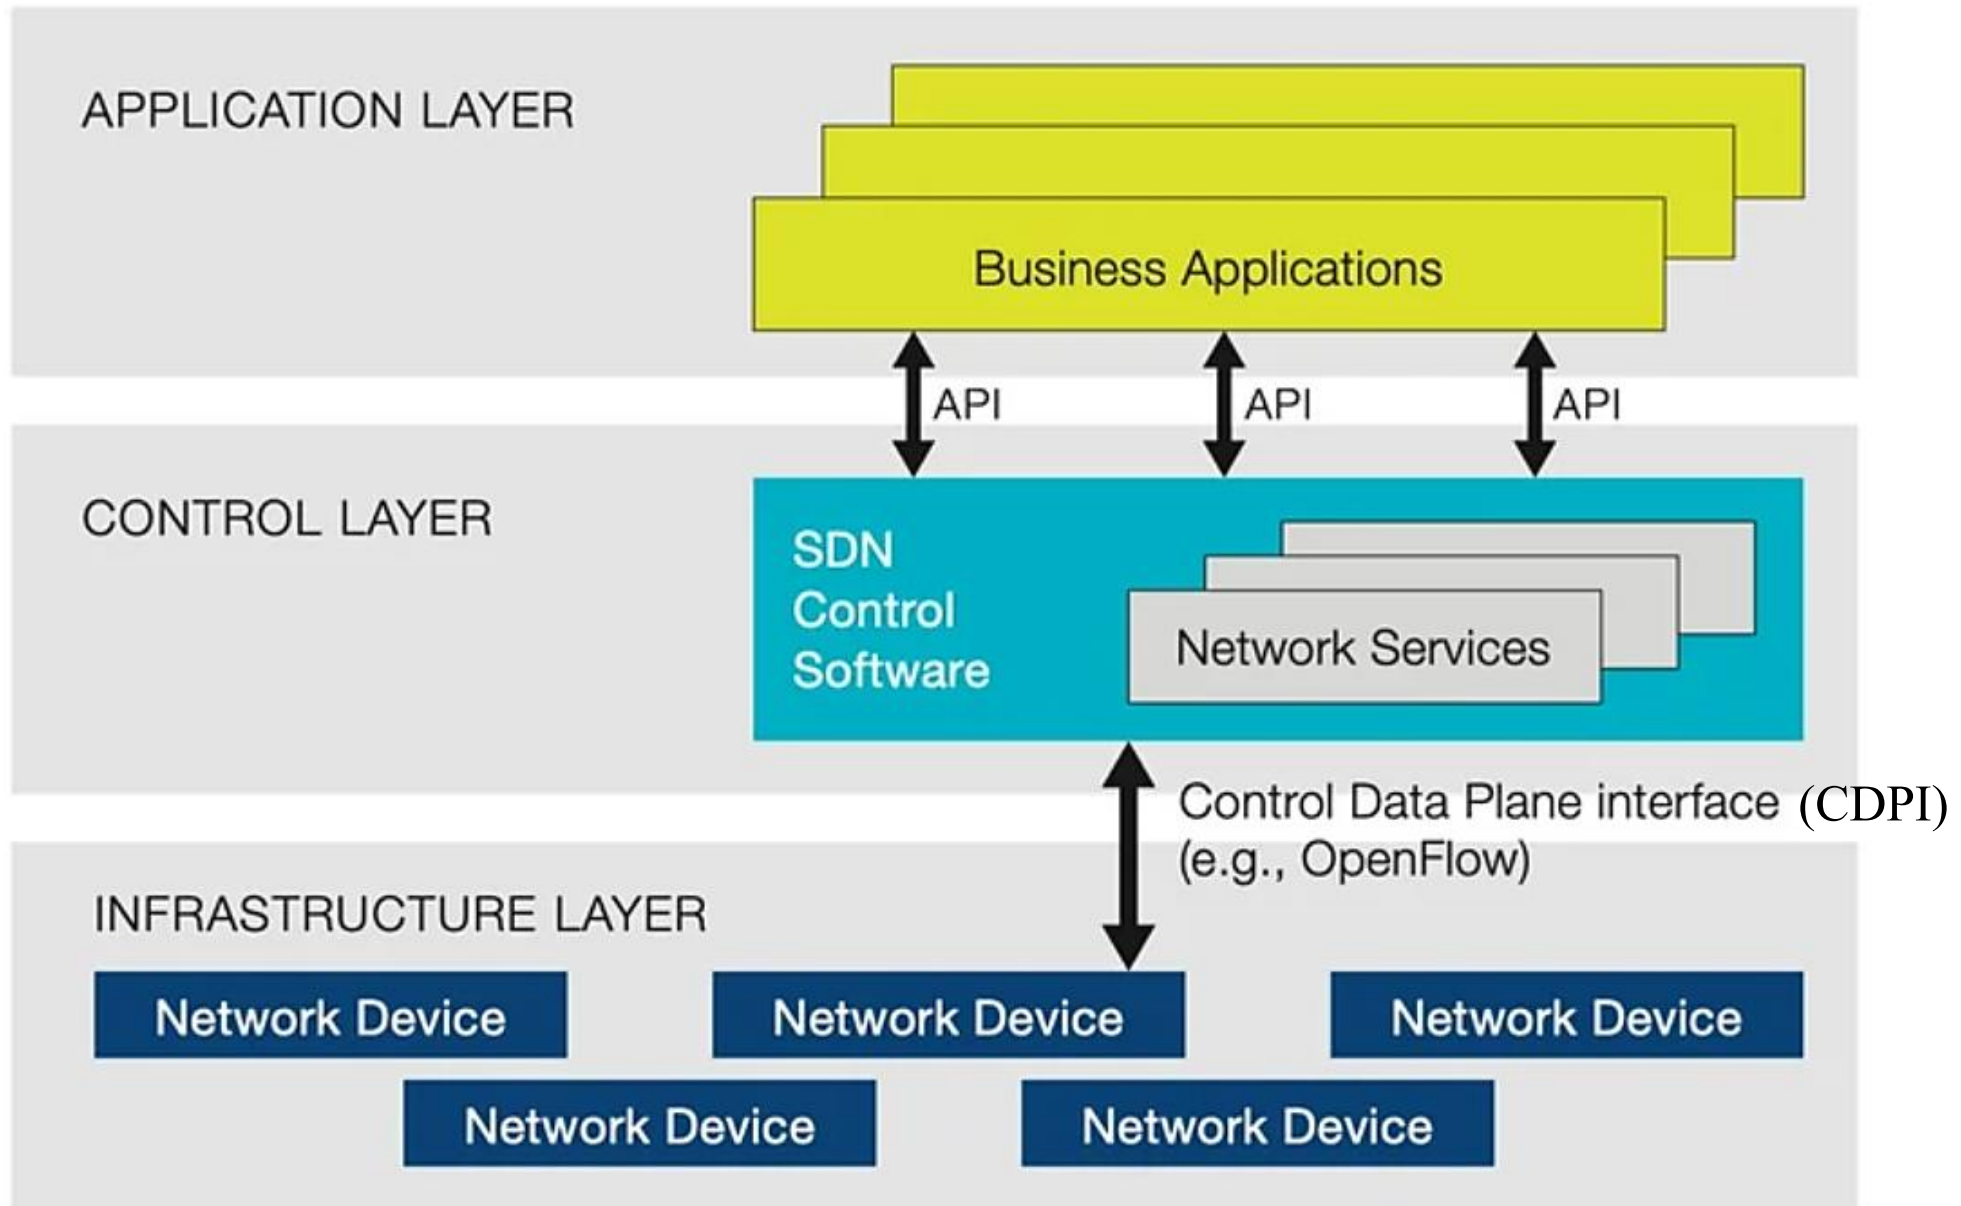 APPLICATION LAYER
Business Applications
API
API
API
CONTROL LAYER
SDN
Control
Software
Network Services
Control Data Plane interface (CDPI)
(e.g., OpenFlow)
INFRASTRUCTURE LAYER
Network Device
Network Device
Network Device
Network Device
Network Device